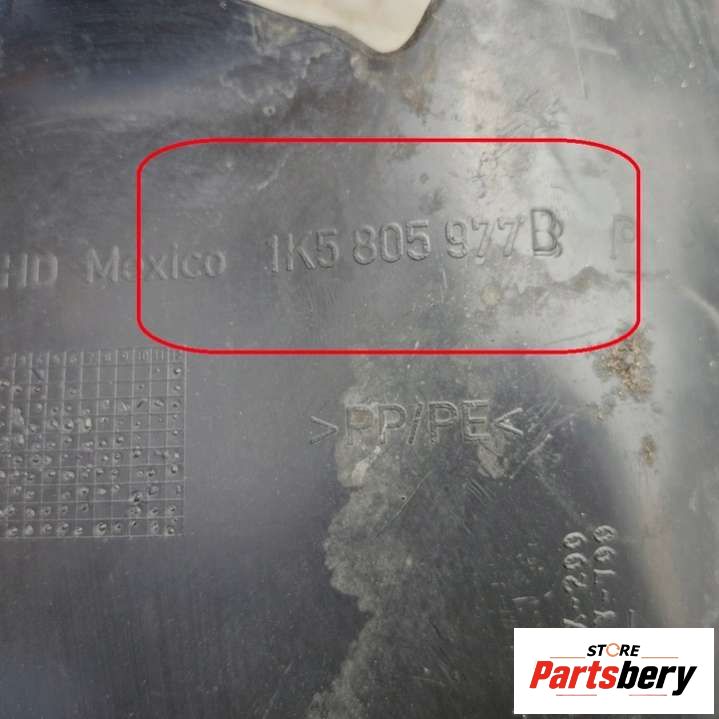 HD Mexico 1K5 805 977 B P
>PP/PE<
STORE
Partsbery